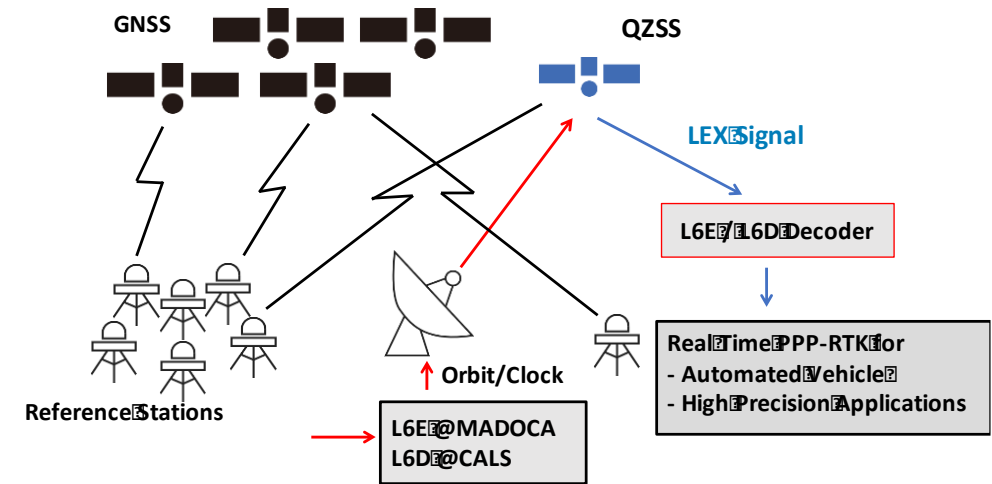 GNSS
QZSS
LEX Signal
L6E / L6D Decoder
Real Time PPP-RTK for
- Automated Vehicle
- High Precision Applications
Orbit/Clock
Reference Stations
L6E @MADOCA
L6D @CALS